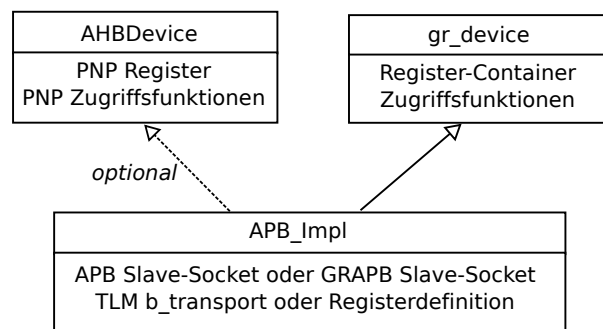 AHBDevice
PNP Register
PNP Zugriffsfunktionen
gr_device
Register-Container
Zugriffsfunktionen
optional
APB_Impl
APB Slave-Socket oder GRAPB Slave-Socket
TLM b_transport oder Registerdefinition